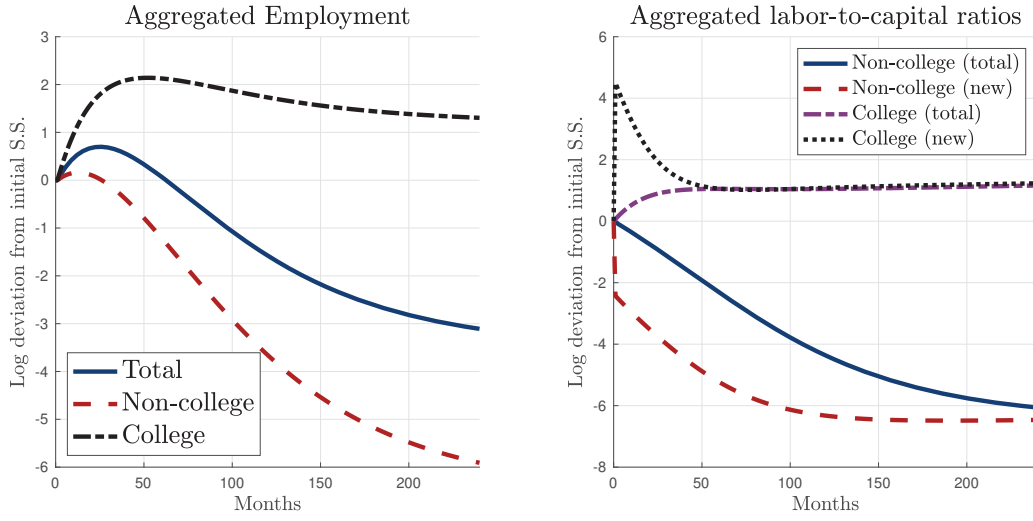 Aggregated Employment
Log deviation from initial S.S.
3
2
1
0
-1
-2
-3
-4
-5
-6
0
50
100
150
200
Months
Total
Non-college
College
Aggregated labor-to-capital ratios
Log deviation from initial S.S.
6
4
2
0
-2
-4
-6
-8
0
50
100
150
200
Months
Non-college (total)
Non-college (new)
College (total)
College (new)